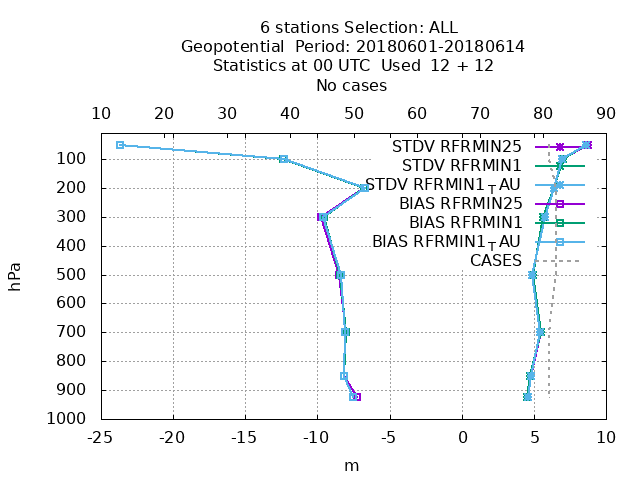 6 stations Selection: ALL
Geopotential  Period: 20180601-20180614
Statistics at 00 UTC  Used  12 + 12
No cases
10 20 30 40 50 60 70 80 90
STDV RFRMIN25
STDV RFRMIN1
STDV RFRMIN1TAU
BIAS RFRMIN25
BIAS RFRMIN1
BIAS RFRMIN1TAU
CASES
100
200
300
400
500
600
700
800
900
1000
hPa
-25 -20 -15 -10 -5 0 5 10
m